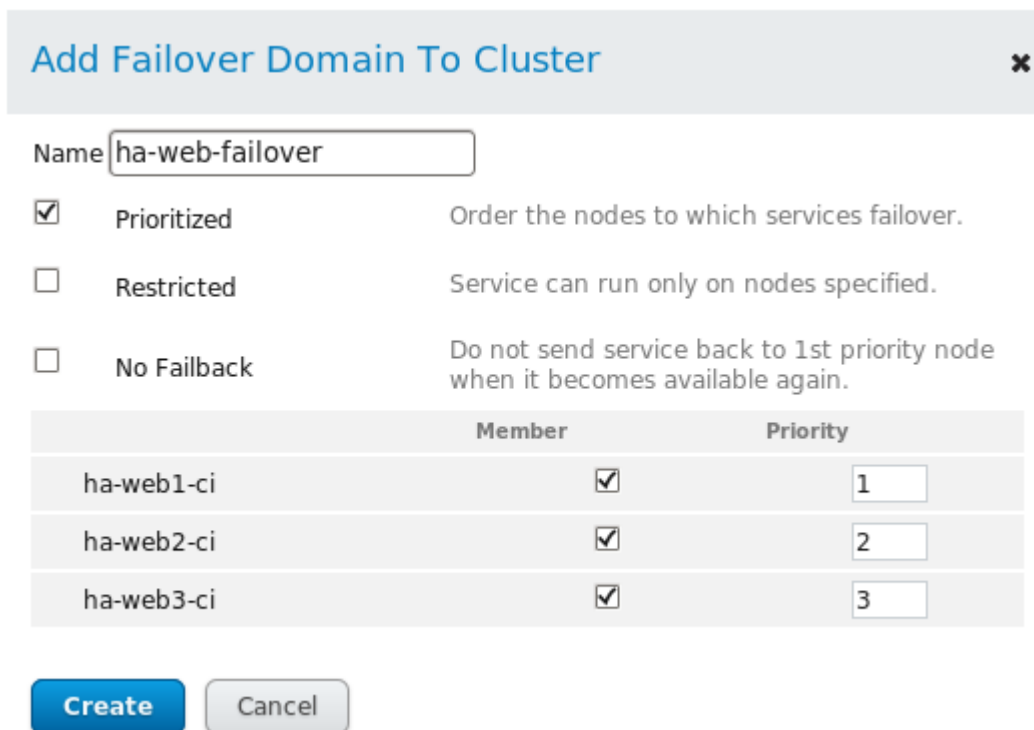 Add Failover Domain To Cluster
Name ha-web-failover
Prioritized Order the nodes to which services failover.
Restricted Service can run only on nodes specified.
No Failback Do not send service back to 1st priority node
when it becomes available again.
Member Priority
ha-web1-ci 1
ha-web2-ci 2
ha-web3-ci 3
Create Cancel